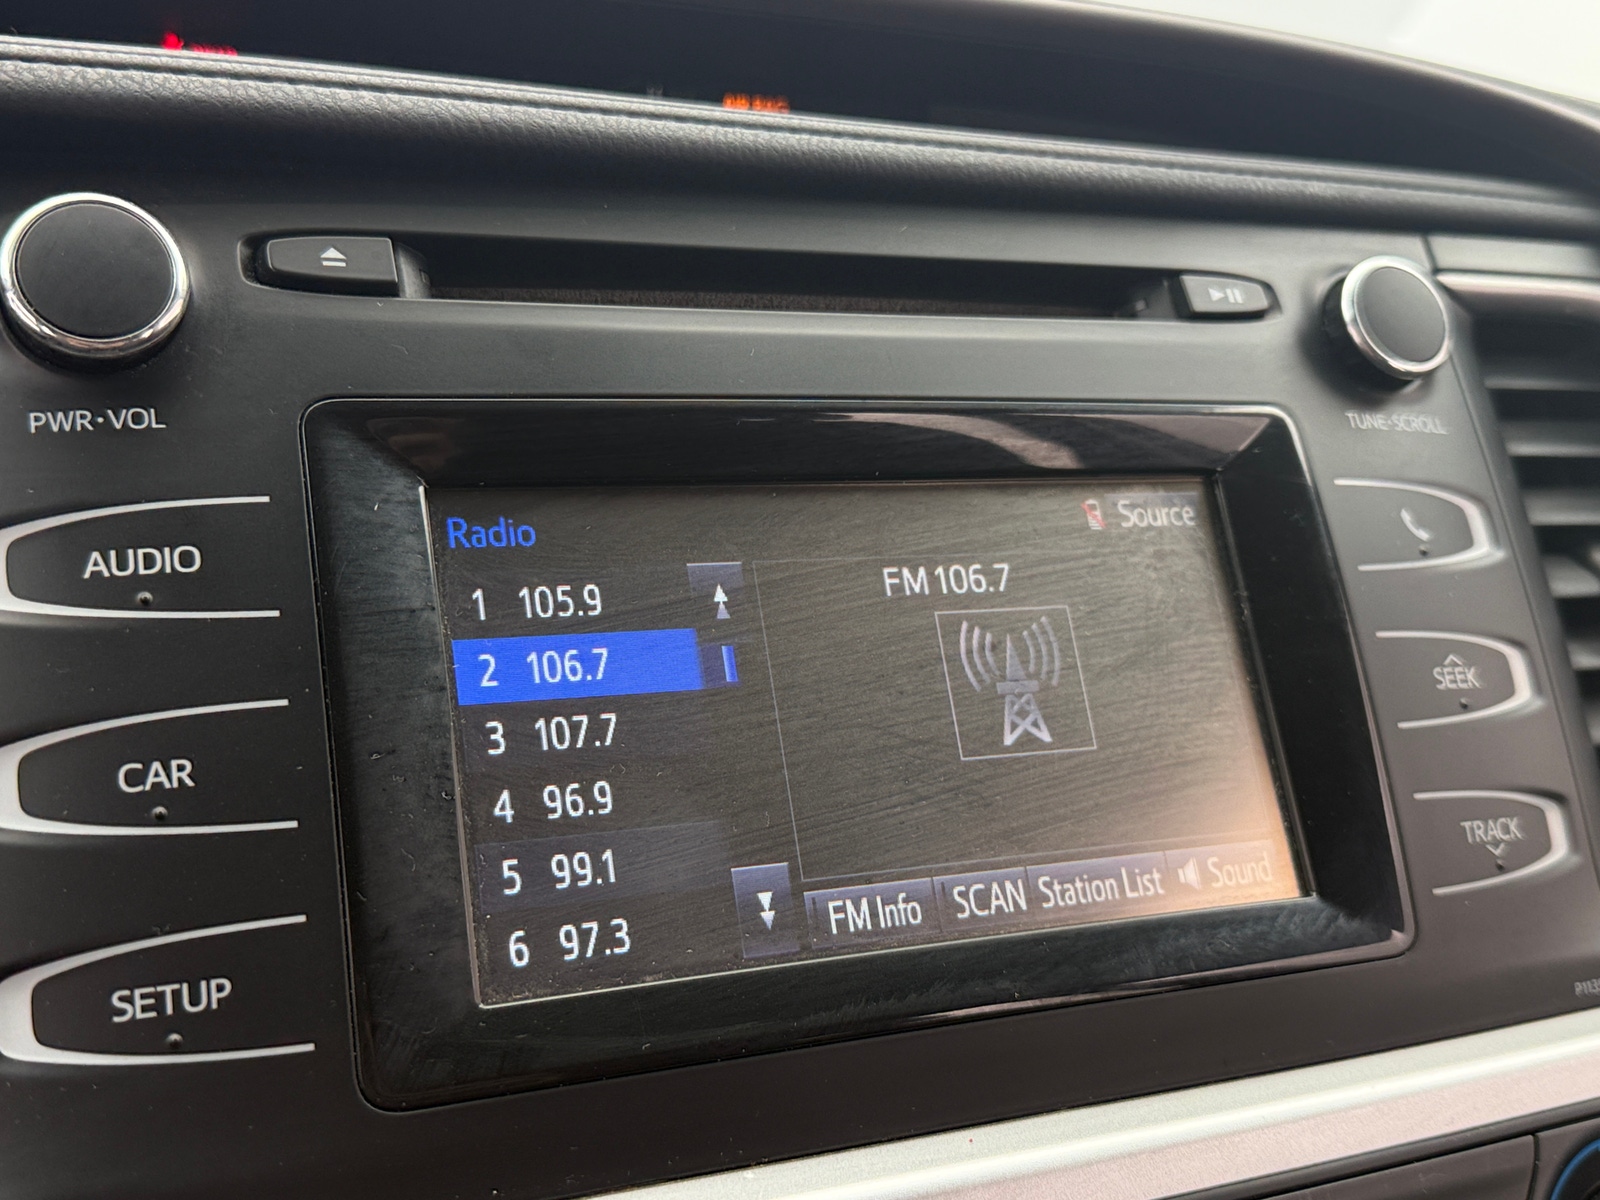 PWR•VOL
TUNE•SCROLL
AUDIO
CAR
SETUP
SEEK
TRACK
Radio
Source
1 105.9
2 106.7
3 107.7
4 96.9
5 99.1
6 97.3
FM 106.7
FM Info
SCAN
Station List
Sound